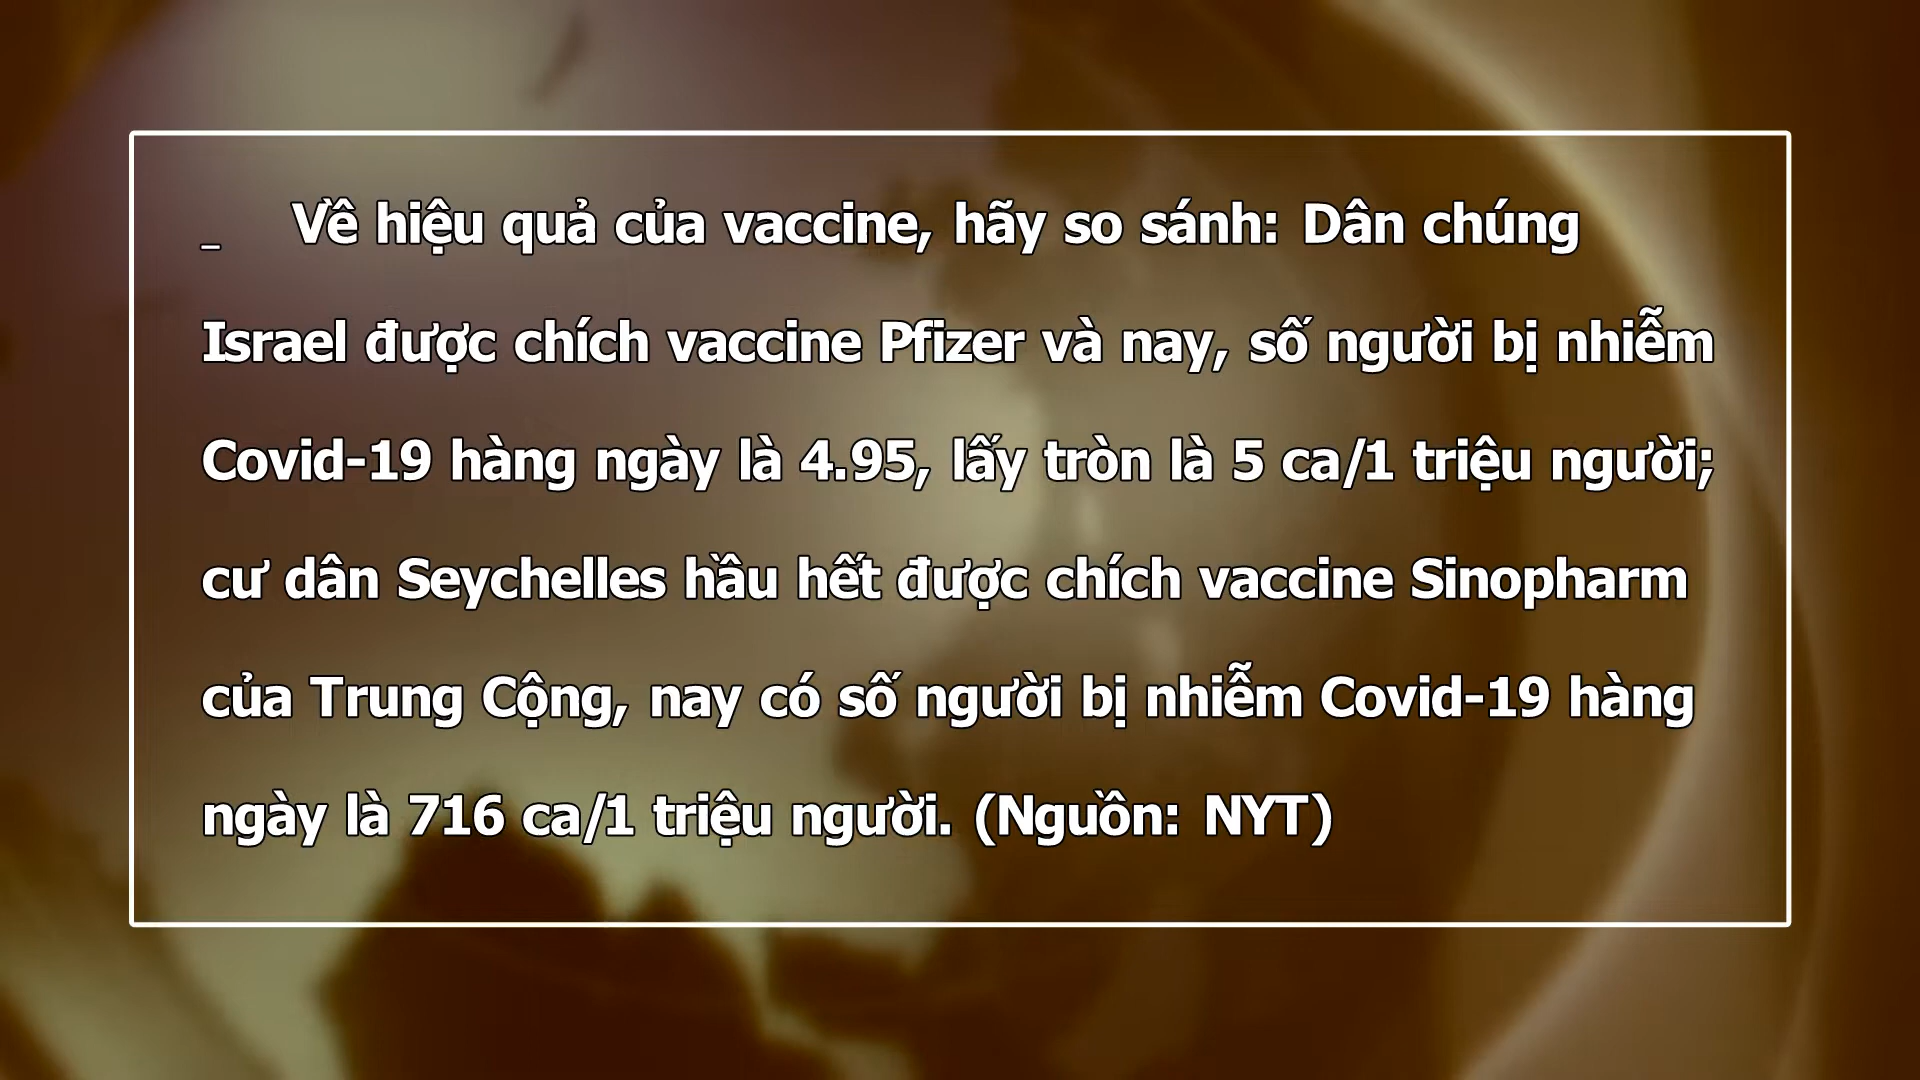 _ Về hiệu quả của vaccine, hãy so sánh: Dân chúng
Israel được chích vaccine Pfizer và nay, số người bị nhiễm
Covid-19 hàng ngày là 4.95, lấy tròn là 5 ca/1 triệu người;
cư dân Seychelles hầu hết được chích vaccine Sinopharm
của Trung Cộng, nay có số người bị nhiễm Covid-19 hàng
ngày là 716 ca/1 triệu người. (Nguồn: NYT)